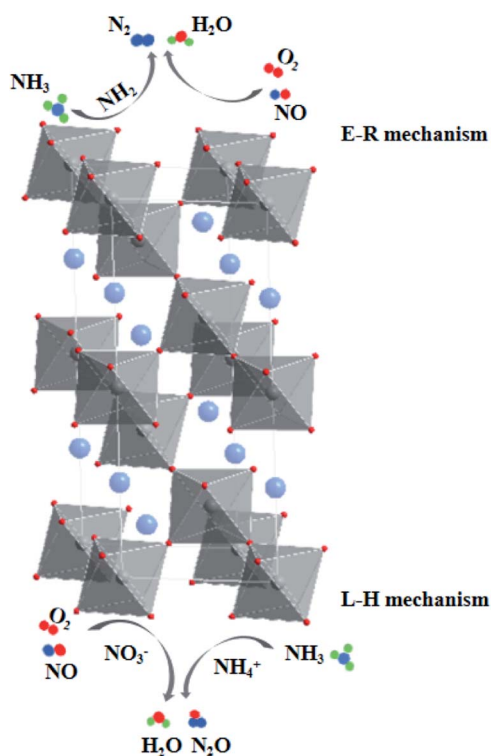 N₂ H₂O
O₂
NH₃
NH₂
NO
E-R mechanism
L-H mechanism
O₂
NO₃⁻
NH₄⁺
NH₃
NO
H₂O N₂O